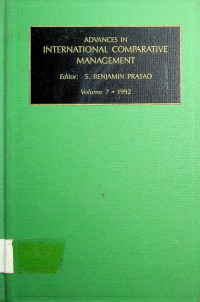 ADVANCES IN
INTERNATIONAL COMPARATIVE
MANAGEMENT
Editor: S. BENJAMIN PRASAD
Volume 7 • 1992